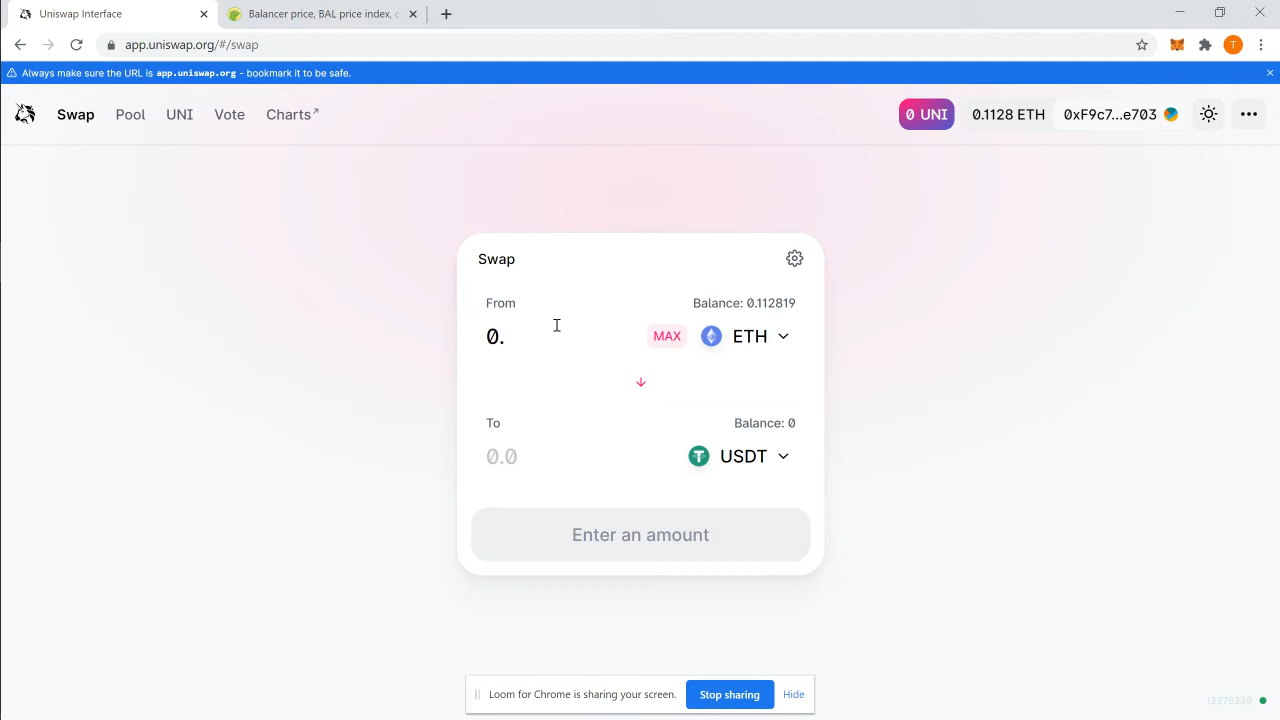 Uniswap Interface
Balancer price, BAL price index, c
app.uniswap.org/#/swap
T
Always make sure the URL is app.uniswap.org - bookmark it to be safe.
Swap Pool UNI Vote Charts↗ 0 UNI 0.1128 ETH 0xF9c7...e703
Swap
From Balance: 0.112819
0. MAX ETH
To Balance: 0
0.0 USDT
Enter an amount
Loom for Chrome is sharing your screen. Stop sharing Hide
12275339